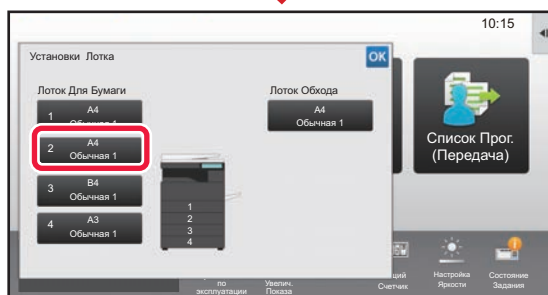 10:15
Установки Лотка
OK
Лоток Для Бумаги
Лоток Обхода
1
A4
Обычная 1
2
A4
Обычная 1
3
B4
Обычная 1
4
A3
Обычная 1
A4
Обычная 1
1
2
3
4
Список Прог.
(Передача)
по
эксплуатации
Увелич.
Показа
Счетчик
Настройка
Яркости
Состояние
Задания